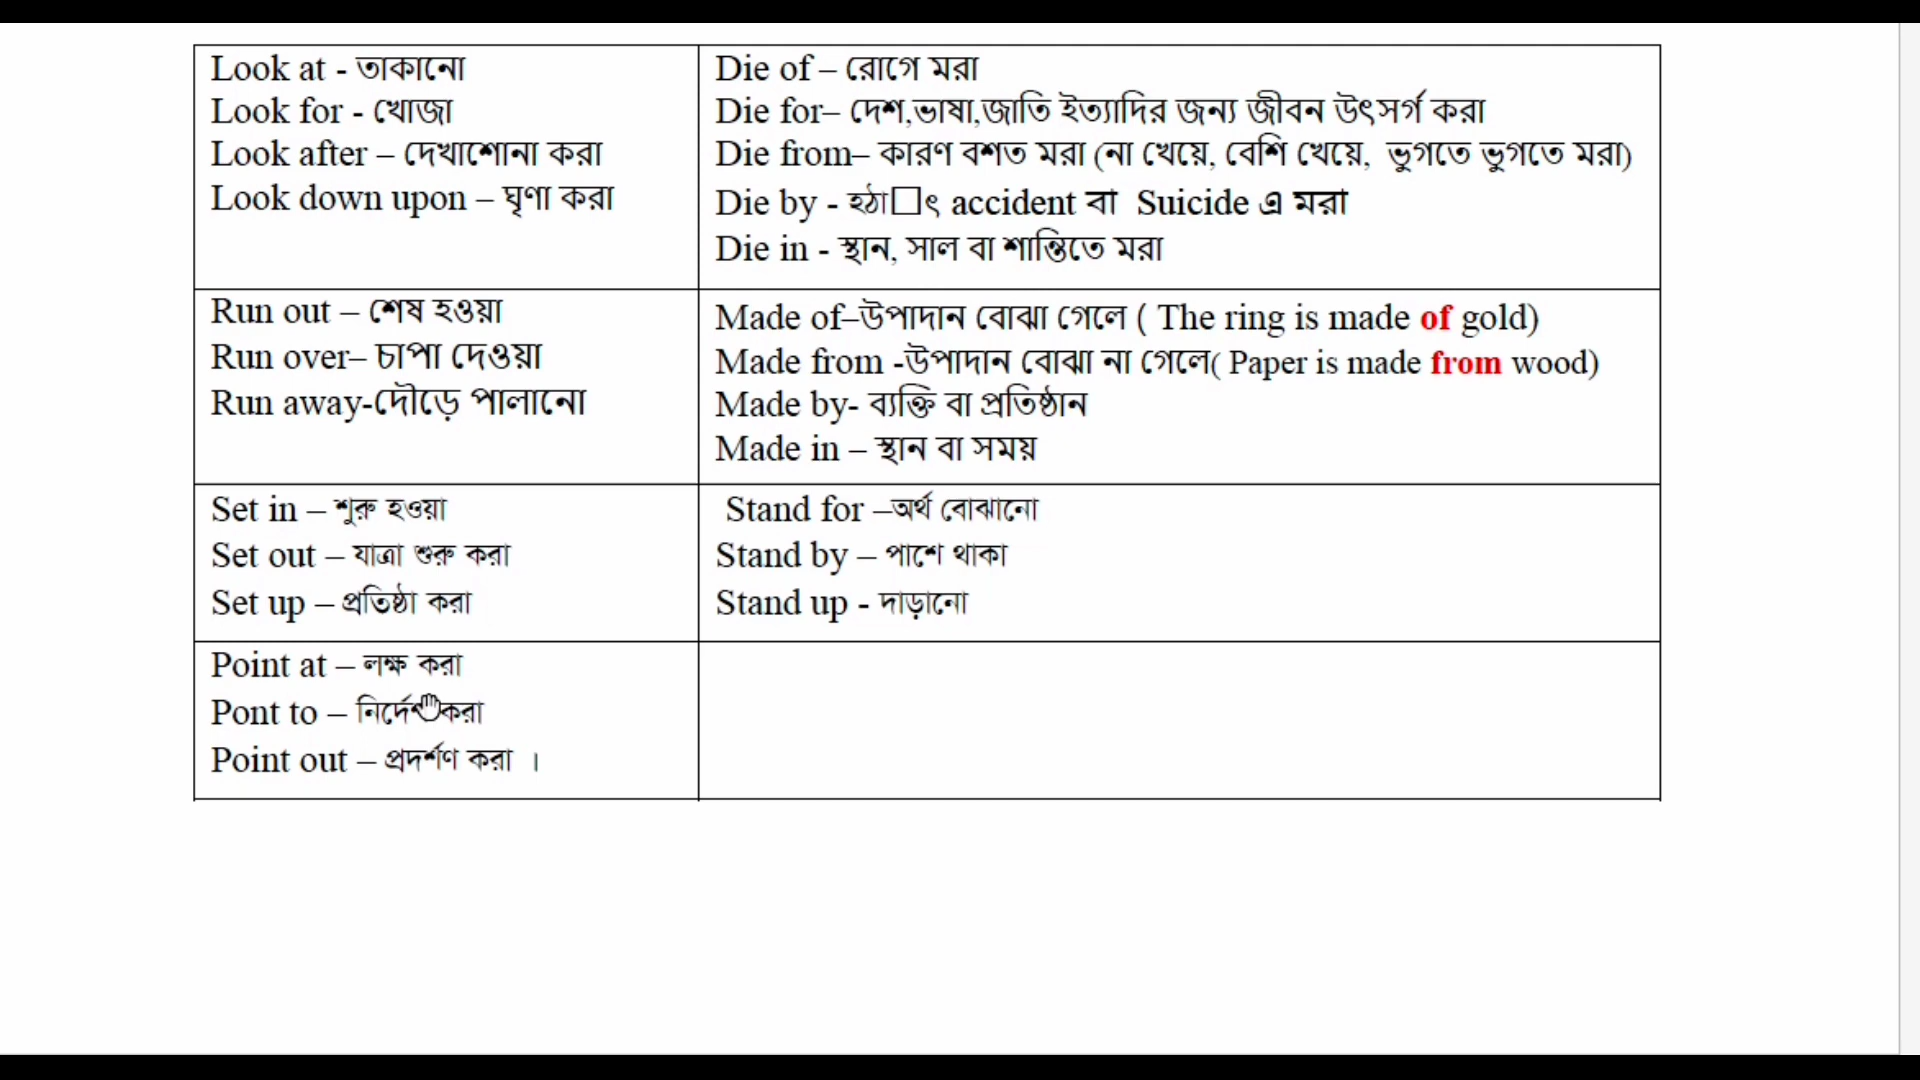 Look at - তাকানো
Look for - খোজা
Look after – দেখাশোনা করা
Look down upon – ঘৃণা করা
Die of – রোগে মরা
Die for– দেশ,ভাষা,জাতি ইত্যাদির জন্য জীবন উৎসর্গ করা
Die from– কারণ বশত মরা (না খেয়ে, বেশি খেয়ে, ভুগতে ভুগতে মরা)
Die by - accident বা Suicide এ মরা
Die in - স্থান, সাল বা শান্তিতে মরা
Run out – শেষ হওয়া
Run over– চাপা দেওয়া
Run away-দৌড়ে পালানো
Made of–উপাদান বোঝা গেলে ( The ring is made of gold)
Made from -উপাদান বোঝা না গেলে( Paper is made from wood)
Made by- ব্যক্তি বা প্রতিষ্ঠান
Made in – স্থান বা সময়
Set in – শুরু হওয়া
Set out – যাত্রা শুরু করা
Set up – প্রতিষ্ঠা করা
Stand for –অর্থ বোঝানো
Stand by – পাশে থাকা
Stand up - দাড়ানো
Point at – লক্ষ করা
Pont to – করা
Point out – প্রদর্শণ করা ।